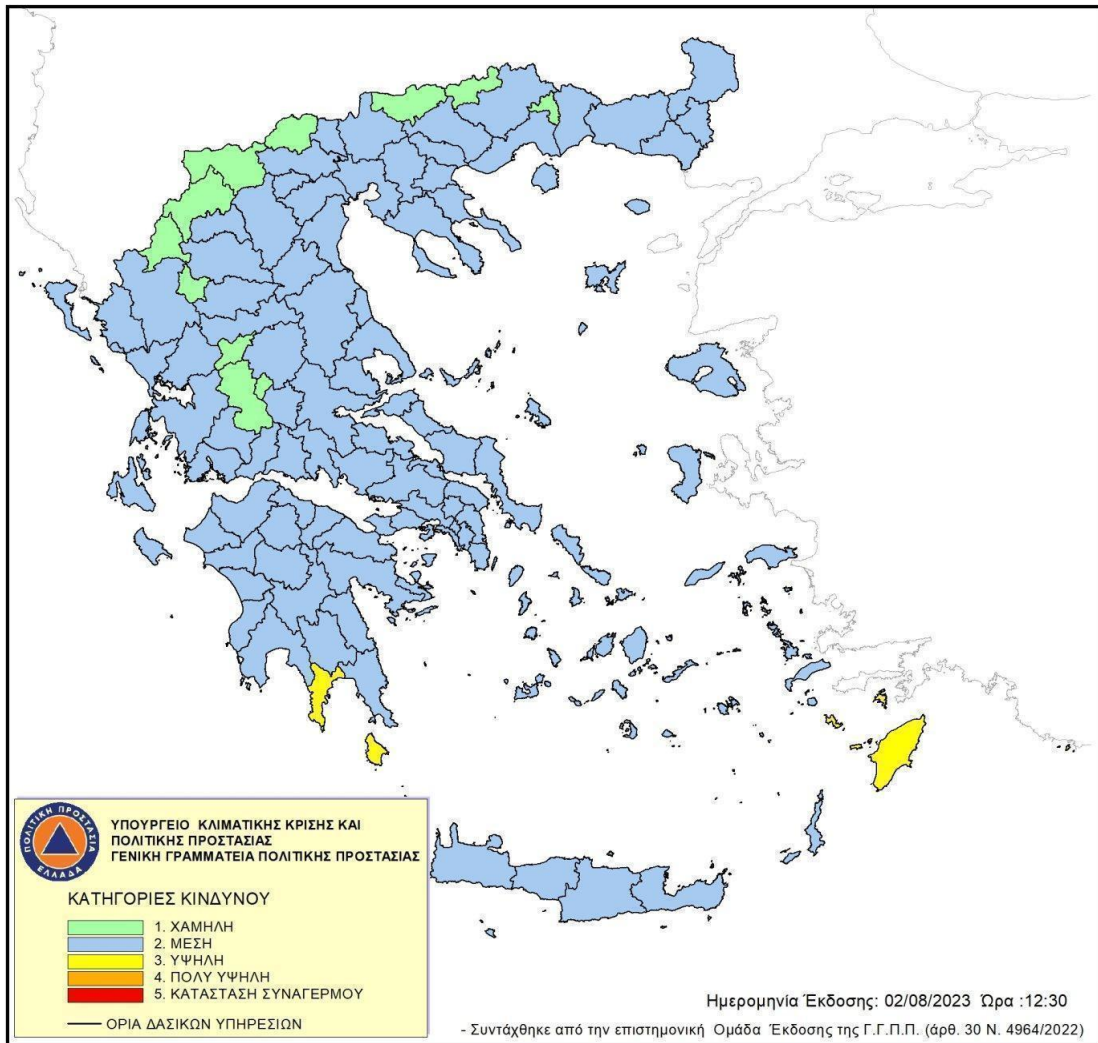 ΠΟΛΙΤΙΚΗ ΠΡΟΣΤΑΣΙΑ
ΕΛΛΑΔΑ
ΥΠΟΥΡΓΕΙΟ ΚΛΙΜΑΤΙΚΗΣ ΚΡΙΣΗΣ ΚΑΙ
ΠΟΛΙΤΙΚΗΣ ΠΡΟΣΤΑΣΙΑΣ
ΓΕΝΙΚΗ ΓΡΑΜΜΑΤΕΙΑ ΠΟΛΙΤΙΚΗΣ ΠΡΟΣΤΑΣΙΑΣ
ΚΑΤΗΓΟΡΙΕΣ ΚΙΝΔΥΝΟΥ
1. ΧΑΜΗΛΗ
2. ΜΕΣΗ
3. ΥΨΗΛΗ
4. ΠΟΛΥ ΥΨΗΛΗ
5. ΚΑΤΑΣΤΑΣΗ ΣΥΝΑΓΕΡΜΟΥ
ΟΡΙΑ ΔΑΣΙΚΩΝ ΥΠΗΡΕΣΙΩΝ
Ημερομηνία Έκδοσης: 02/08/2023 Ώρα :12:30
- Συντάχθηκε από την επιστημονική Ομάδα Έκδοσης της Γ.Γ.Π.Π. (άρθ. 30 Ν. 4964/2022)